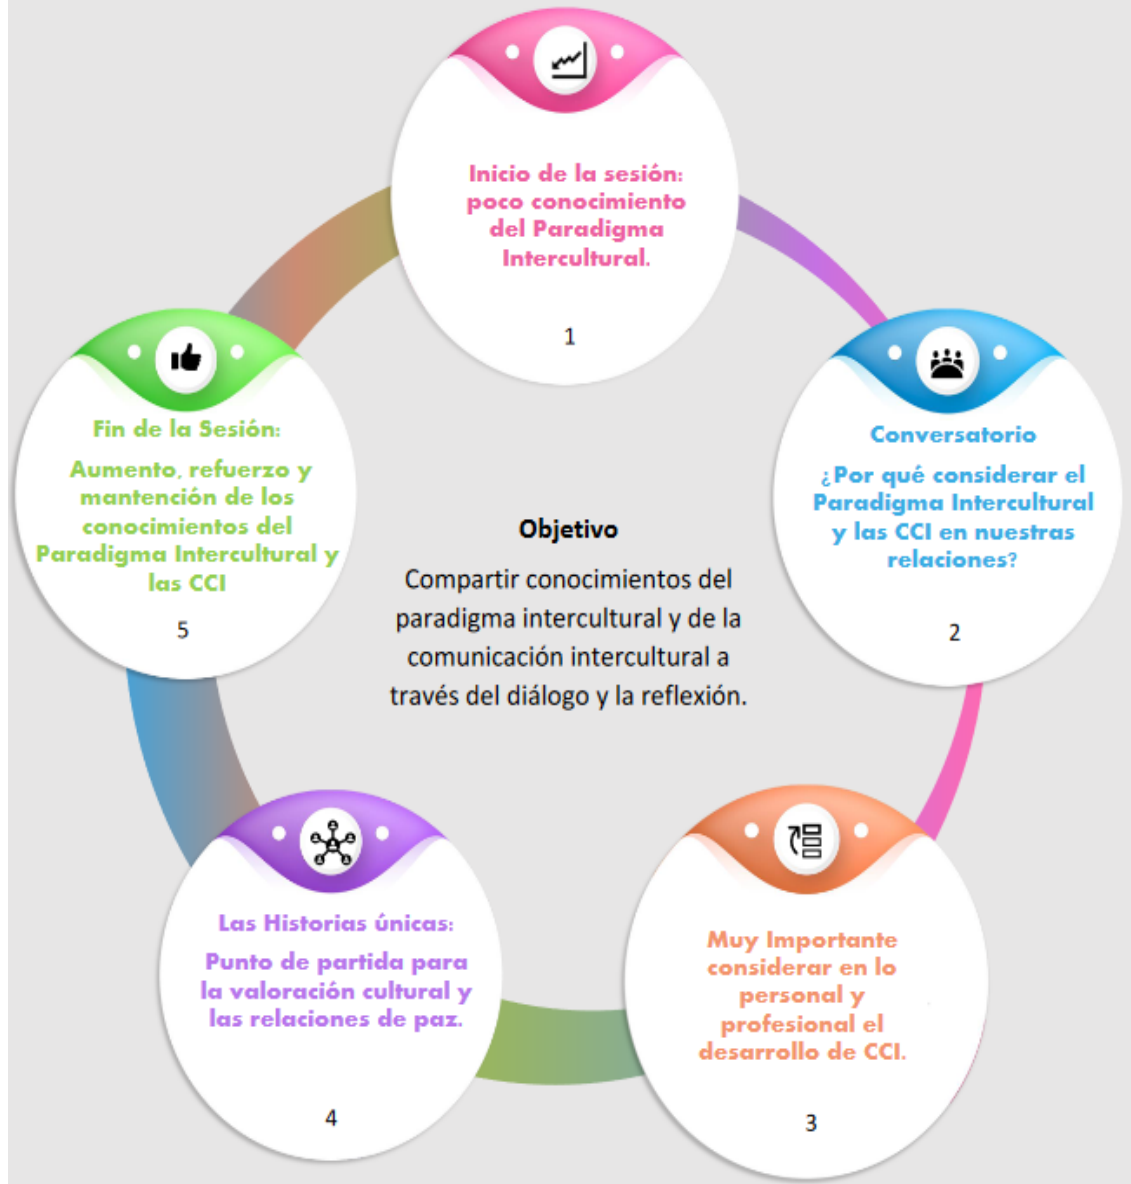 Inicio de la sesión:
poco conocimiento
del Paradigma
Intercultural.
1
Conversatorio
¿Por qué considerar el
Paradigma Intercultural
y las CCI en nuestras
relaciones?
2
Muy Importante
considerar en lo
personal y
profesional el
desarrollo de CCI.
3
Las Historias únicas:
Punto de partida para
la valoración cultural y
las relaciones de paz.
4
Fin de la Sesión:
Aumento, refuerzo y
mantención de los
conocimientos del
Paradigma Intercultural y
las CCI
5
Objetivo
Compartir conocimientos del
paradigma intercultural y de la
comunicación intercultural a
través del diálogo y la reflexión.